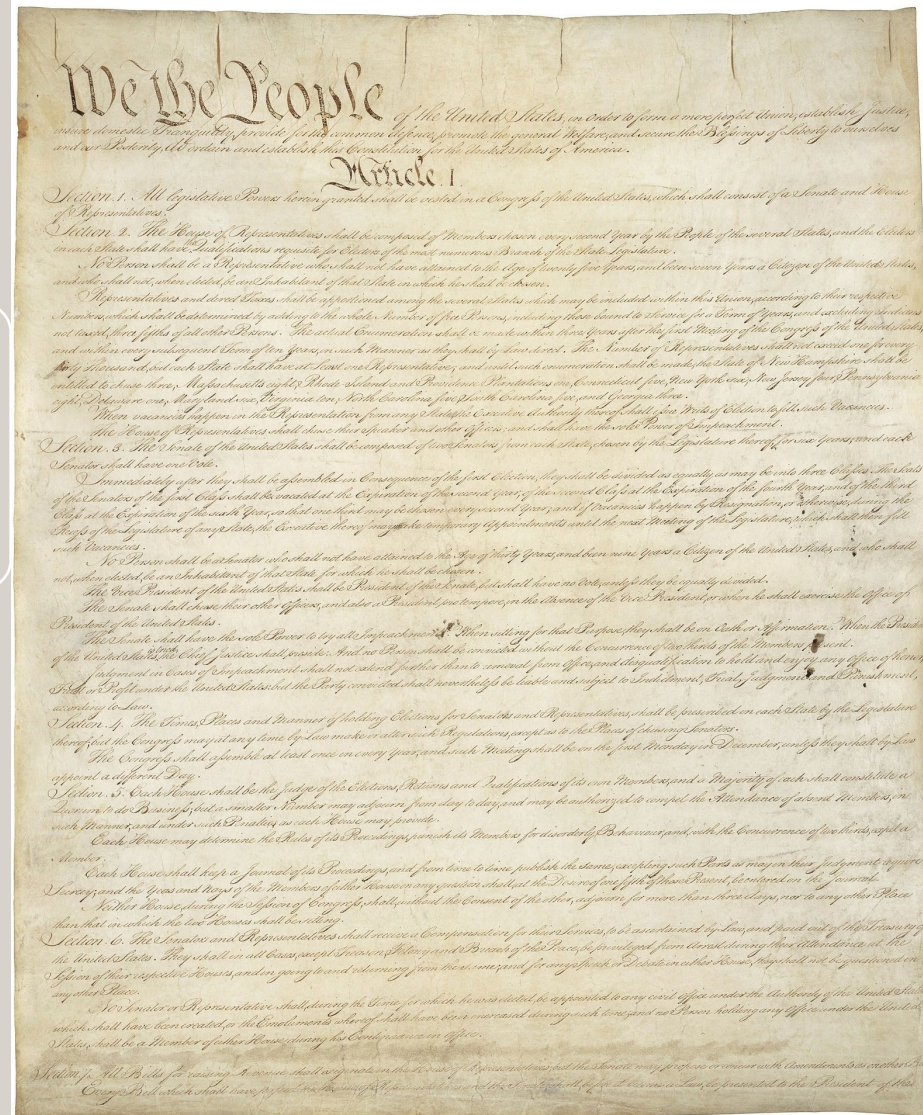 We the People of the United States, in Order to form a more perfect Union, establish Justice,
insure domestic Tranquility, provide for the common defence, promote the general Welfare, and secure the Blessings of Liberty to ourselves
and our Posterity, do ordain and establish this Constitution for the United States of America.
Article. I.
Section. 1. All legislative Powers herein granted shall be vested in a Congress of the United States, which shall consist of a Senate and House
of Representatives.
Section. 2. The House of Representatives shall be composed of Members chosen every second Year by the People of the several States, and the Electors
in each State shall have the Qualifications requisite for Electors of the most numerous Branch of the State Legislature.
No Person shall be a Representative who shall not have attained to the Age of twenty five Years, and been seven Years a Citizen of the United States,
and who shall not, when elected, be an Inhabitant of that State in which he shall be chosen.
Representatives and direct Taxes shall be apportioned among the several States which may be included within this Union, according to their respective
Numbers, which shall be determined by adding to the whole Number of free Persons, including those bound to Service for a Term of Years, and excluding Indians
not taxed, three fifths of all other Persons. The actual Enumeration shall be made within three Years after the first Meeting of the Congress of the United States,
and within every subsequent Term of ten Years, in such Manner as they shall by Law direct. The Number of Representatives shall not exceed one for every
thirty Thousand, but each State shall have at Least one Representative; and until such enumeration shall be made, the State of New Hampshire shall be
entitled to chuse three, Massachusetts eight, Rhode-Island and Providence Plantations one, Connecticut five, New-York six, New Jersey four, Pennsylvania
eight, Delaware one, Maryland six, Virginia ten, North Carolina five, South Carolina five, and Georgia three.
When vacancies happen in the Representation from any State, the Executive Authority thereof shall issue Writs of Election to fill such Vacancies.
The House of Representatives shall chuse their Speaker and other Officers; and shall have the sole Power of Impeachment.
Section. 3. The Senate of the United States shall be composed of two Senators from each State, chosen by the Legislature thereof, for six Years; and each
Senator shall have one Vote.
Immediately after they shall be assembled in Consequence of the first Election, they shall be divided as equally as may be into three Classes. The Seats
of the Senators of the first Class shall be vacated at the Expiration of the second Year, of the second Class at the Expiration of the fourth Year, and of the third
Class at the Expiration of the sixth Year, so that one third may be chosen every second Year; and if Vacancies happen by Resignation, or otherwise, during the
Recess of the Legislature of any State, the Executive thereof may make temporary Appointments until the next Meeting of the Legislature, which shall then fill
such Vacancies.
No Person shall be a Senator who shall not have attained to the Age of thirty Years, and been nine Years a Citizen of the United States, and who shall
not, when elected, be an Inhabitant of that State for which he shall be chosen.
The Vice President of the United States shall be President of the Senate, but shall have no Vote, unless they be equally divided.
The Senate shall chuse their other Officers, and also a President pro tempore, in the Absence of the Vice President, or when he shall exercise the Office of
President of the United States.
The Senate shall have the sole Power to try all Impeachments. When sitting for that Purpose, they shall be on Oath or Affirmation. When the President
of the United States is tried, the Chief Justice shall preside: And no Person shall be convicted without the Concurrence of two thirds of the Members present.
Judgment in Cases of Impeachment shall not extend further than to removal from Office, and disqualification to hold and enjoy any Office of honor,
Trust or Profit under the United States: but the Party convicted shall nevertheless be liable and subject to Indictment, Trial, Judgment and Punishment,
according to Law.
Section. 4. The Times, Places and Manner of holding Elections for Senators and Representatives, shall be prescribed in each State by the Legislature
thereof; but the Congress may at any time by Law make or alter such Regulations, except as to the Places of chusing Senators.
The Congress shall assemble at least once in every Year, and such Meeting shall be on the first Monday in December, unless they shall by Law
appoint a different Day.
Section. 5. Each House shall be the Judge of the Elections, Returns and Qualifications of its own Members, and a Majority of each shall constitute a
Quorum to do Business; but a smaller Number may adjourn from day to day, and may be authorized to compel the Attendance of absent Members, in
such Manner, and under such Penalties as each House may provide.
Each House may determine the Rules of its Proceedings, punish its Members for disorderly Behaviour, and, with the Concurrence of two thirds, expel a
Member.
Each House shall keep a Journal of its Proceedings, and from time to time publish the same, excepting such Parts as may in their Judgment require
Secrecy; and the Yeas and Nays of the Members of either House on any question shall, at the Desire of one fifth of those Present, be entered on the Journal.
Neither House, during the Session of Congress, shall, without the Consent of the other, adjourn for more than three days, nor to any other Place
than that in which the two Houses shall be sitting.
Section. 6. The Senators and Representatives shall receive a Compensation for their Services, to be ascertained by Law, and paid out of the Treasury of
the United States. They shall in all Cases, except Treason, Felony and Breach of the Peace, be privileged from Arrest during their Attendance at the
Session of their respective Houses, and in going to and returning from the same; and for any Speech or Debate in either House, they shall not be questioned in
any other Place.
No Senator or Representative shall, during the Time for which he was elected, be appointed to any civil Office under the Authority of the United States,
which shall have been created, or the Emoluments whereof shall have been encreased during such time; and no Person holding any Office under the United
States, shall be a Member of either House during his Continuance in Office.
Section. 7. All Bills for raising Revenue shall originate in the House of Representatives; but the Senate may propose or concur with Amendments as on other Bills.
Every Bill which shall have passed the House of Representatives and the Senate, shall, before it become a Law, be presented to the President of the